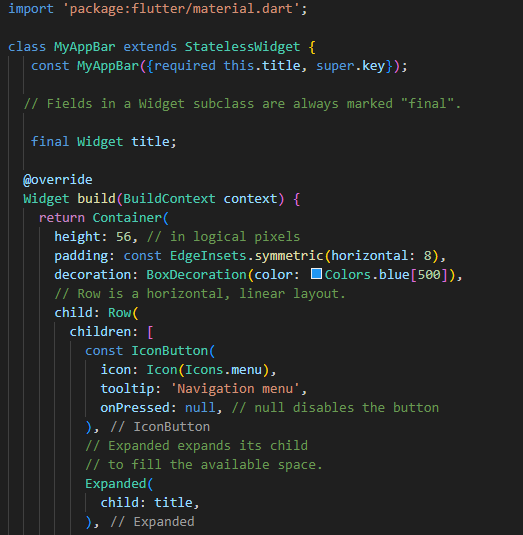 import 'package:flutter/material.dart';
class MyAppBar extends StatelessWidget {
const MyAppBar({required this.title, super.key});
// Fields in a Widget subclass are always marked "final".
final Widget title;
@override
Widget build(BuildContext context) {
return Container(
height: 56, // in logical pixels
padding: const EdgeInsets.symmetric(horizontal: 8),
decoration: BoxDecoration(color: Colors.blue[500]),
// Row is a horizontal, linear layout.
child: Row(
children: [
const IconButton(
icon: Icon(Icons.menu),
tooltip: 'Navigation menu',
onPressed: null, // null disables the button
), // IconButton
// Expanded expands its child
// to fill the available space.
Expanded(
child: title,
), // Expanded